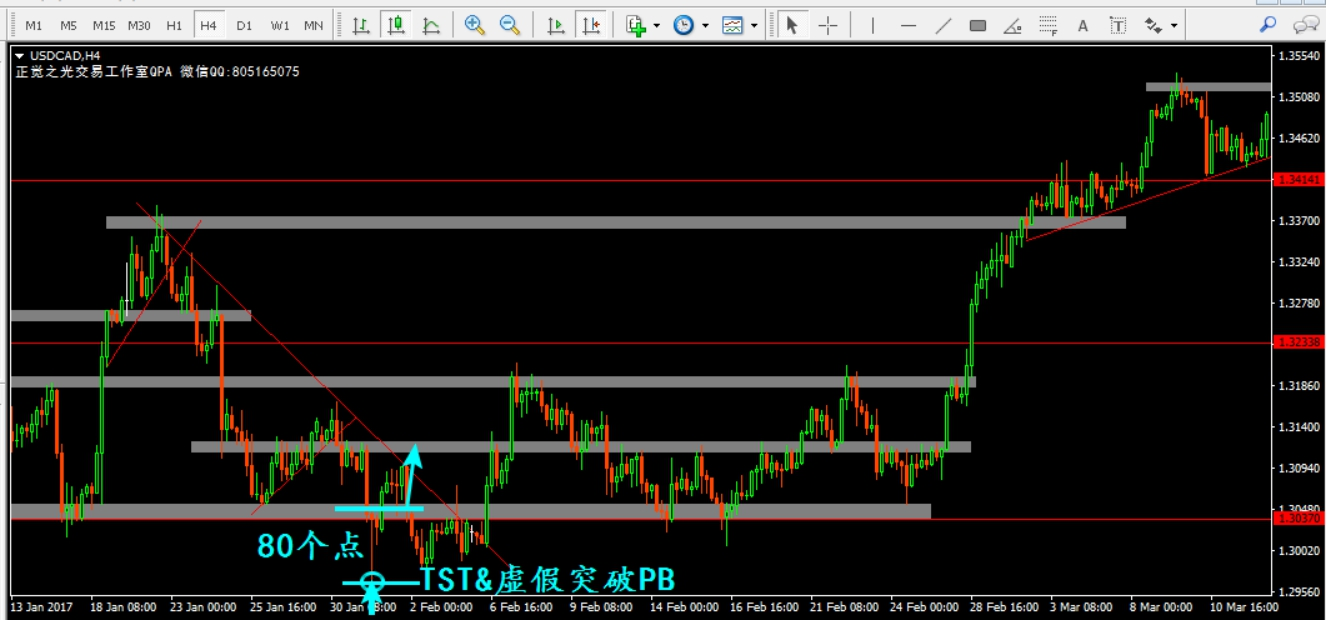 M1 M5 M15 M30 H1 H4 D1 W1 MN
USDCAD,H4
正觉之光交易工作室QPA 微信QQ:805165075
1.35540
1.35080
1.34620
1.34141
1.33700
1.33240
1.32780
1.32338
1.31860
1.31400
1.30940
1.30480
1.30370
80个点
1.30020
TST&虚假突破PB
1.29560
13 Jan 2017 18 Jan 08:00 23 Jan 00:00 25 Jan 16:00 30 Jan 08:00 2 Feb 00:00 6 Feb 16:00 9 Feb 08:00 14 Feb 00:00 16 Feb 16:00 21 Feb 08:00 24 Feb 00:00 28 Feb 16:00 3 Mar 08:00 8 Mar 00:00 10 Mar 16:00